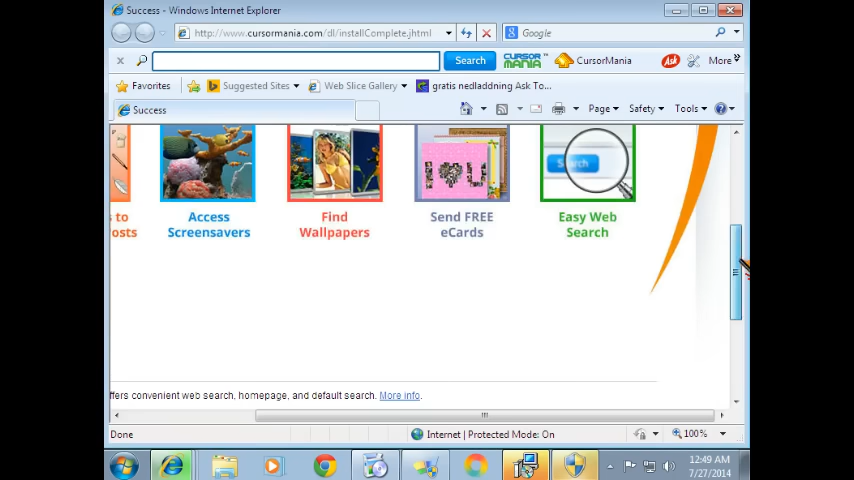 Success - Windows Internet Explorer
http://www.cursormania.com/dl/installComplete.jhtml
Google
Search
CURSOR MANIA
CursorMania
Ask
More
Favorites
Suggested Sites
Web Slice Gallery
gratis nedladdning Ask To...
Success
Page
Safety
Tools
I U
Search
s to
osts
Access
Screensavers
Find
Wallpapers
Send FREE
eCards
Easy Web
Search
ffers convenient web search, homepage, and default search. More info.
Done
Internet | Protected Mode: On
100%
12:49 AM
7/27/2014